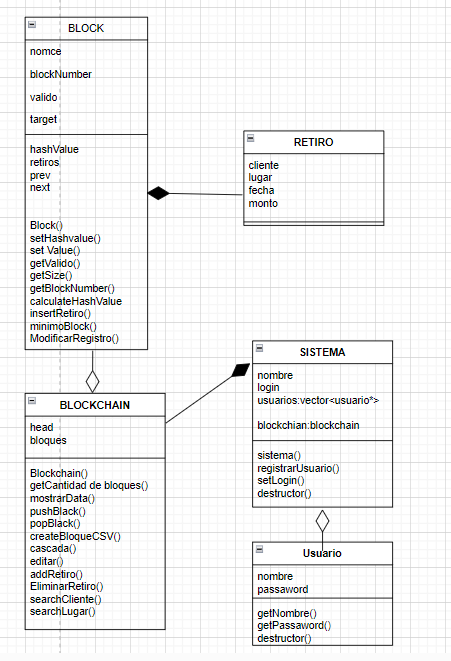 BLOCK
nomce
blockNumber
valido
target
hashValue
retiros
prev
next
Block()
setHashvalue()
set Value()
getValido()
getSize()
getBlockNumber()
calculateHashValue
insertRetiro()
minimoBlock()
ModificarRegistro()
RETIRO
cliente
lugar
fecha
monto
BLOCKCHAIN
head
bloques
Blockchain()
getCantidad de bloques()
mostrarData()
pushBlack()
popBlack()
createBloqueCSV()
cascada()
editar()
addRetiro()
EliminarRetiro()
searchCliente()
searchLugar()
SISTEMA
nombre
login
usuarios:vector<usuario*>
blockchian:blockchain
sistema()
registrarUsuario()
setLogin()
destructor()
Usuario
nombre
passaword
getNombre()
getPassaword()
destructor()